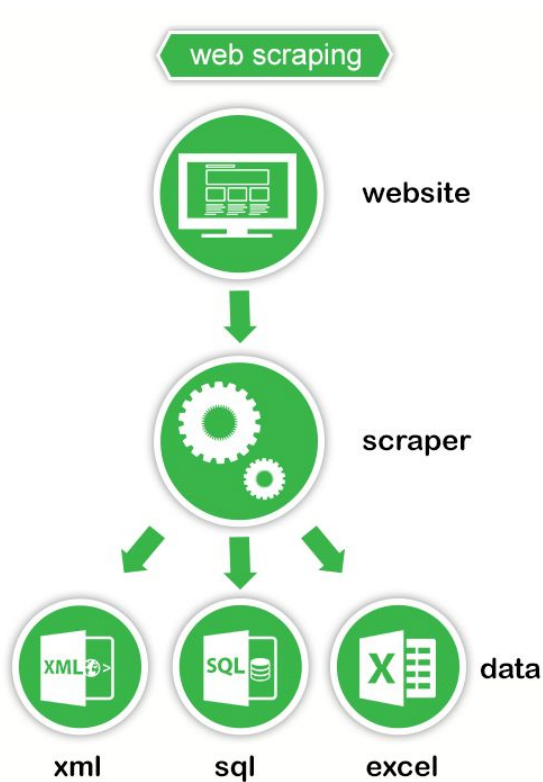 web scraping
website
scraper
XML
SQL
X
data
xml
sql
excel